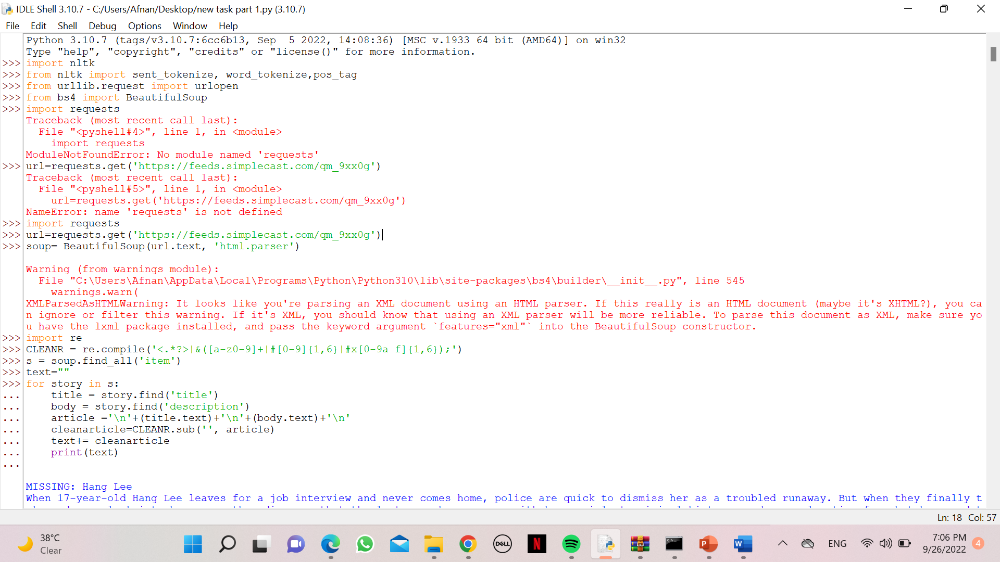 IDLE Shell 3.10.7 - C:/Users/Afnan/Desktop/new task part 1.py (3.10.7)
File Edit Shell Debug Options Window Help
Python 3.10.7 (tags/v3.10.7:6cc6b13, Sep  5 2022, 14:08:36) [MSC v.1933 64 bit (AMD64)] on win32
Type "help", "copyright", "credits" or "license()" for more information.
>>> import nltk
>>> from nltk import sent_tokenize, word_tokenize,pos_tag
>>> from urllib.request import urlopen
>>> from bs4 import BeautifulSoup
>>> import requests
Traceback (most recent call last):
  File "<pyshell#4>", line 1, in <module>
    import requests
ModuleNotFoundError: No module named 'requests'
>>> url=requests.get('https://feeds.simplecast.com/qm_9xx0g')
Traceback (most recent call last):
  File "<pyshell#5>", line 1, in <module>
    url=requests.get('https://feeds.simplecast.com/qm_9xx0g')
NameError: name 'requests' is not defined
>>> import requests
>>> url=requests.get('https://feeds.simplecast.com/qm_9xx0g')
>>> soup= BeautifulSoup(url.text, 'html.parser')
Warning (from warnings module):
  File "C:\Users\Afnan\AppData\Local\Programs\Python\Python310\lib\site-packages\bs4\builder\__init__.py", line 545
    warnings.warn(
XMLParsedAsHTMLWarning: It looks like you're parsing an XML document using an HTML parser. If this really is an HTML document (maybe it's XHTML?), you ca
n ignore or filter this warning. If it's XML, you should know that using an XML parser will be more reliable. To parse this document as XML, make sure yo
u have the lxml package installed, and pass the keyword argument `features="xml"` into the BeautifulSoup constructor.
>>> import re
>>> CLEANR = re.compile('<.*?>|&([a-z0-9]+|#[0-9]{1,6}|#x[0-9a f]{1,6});')
>>> s = soup.find_all('item')
>>> text=""
>>> for story in s:
...     title = story.find('title')
...     body = story.find('description')
...     article ='\n'+(title.text)+'\n'+(body.text)+'\n'
...     cleanarticle=CLEANR.sub('', article)
...     text+= cleanarticle
...     print(text)
...
MISSING: Hang Lee
When 17-year-old Hang Lee leaves for a job interview and never comes home, police are quick to dismiss her as a troubled runaway. But when they finally t
Ln: 18 Col: 57
38°C
Clear
DELL
N
P
W
ENG
7:06 PM
9/26/2022
4